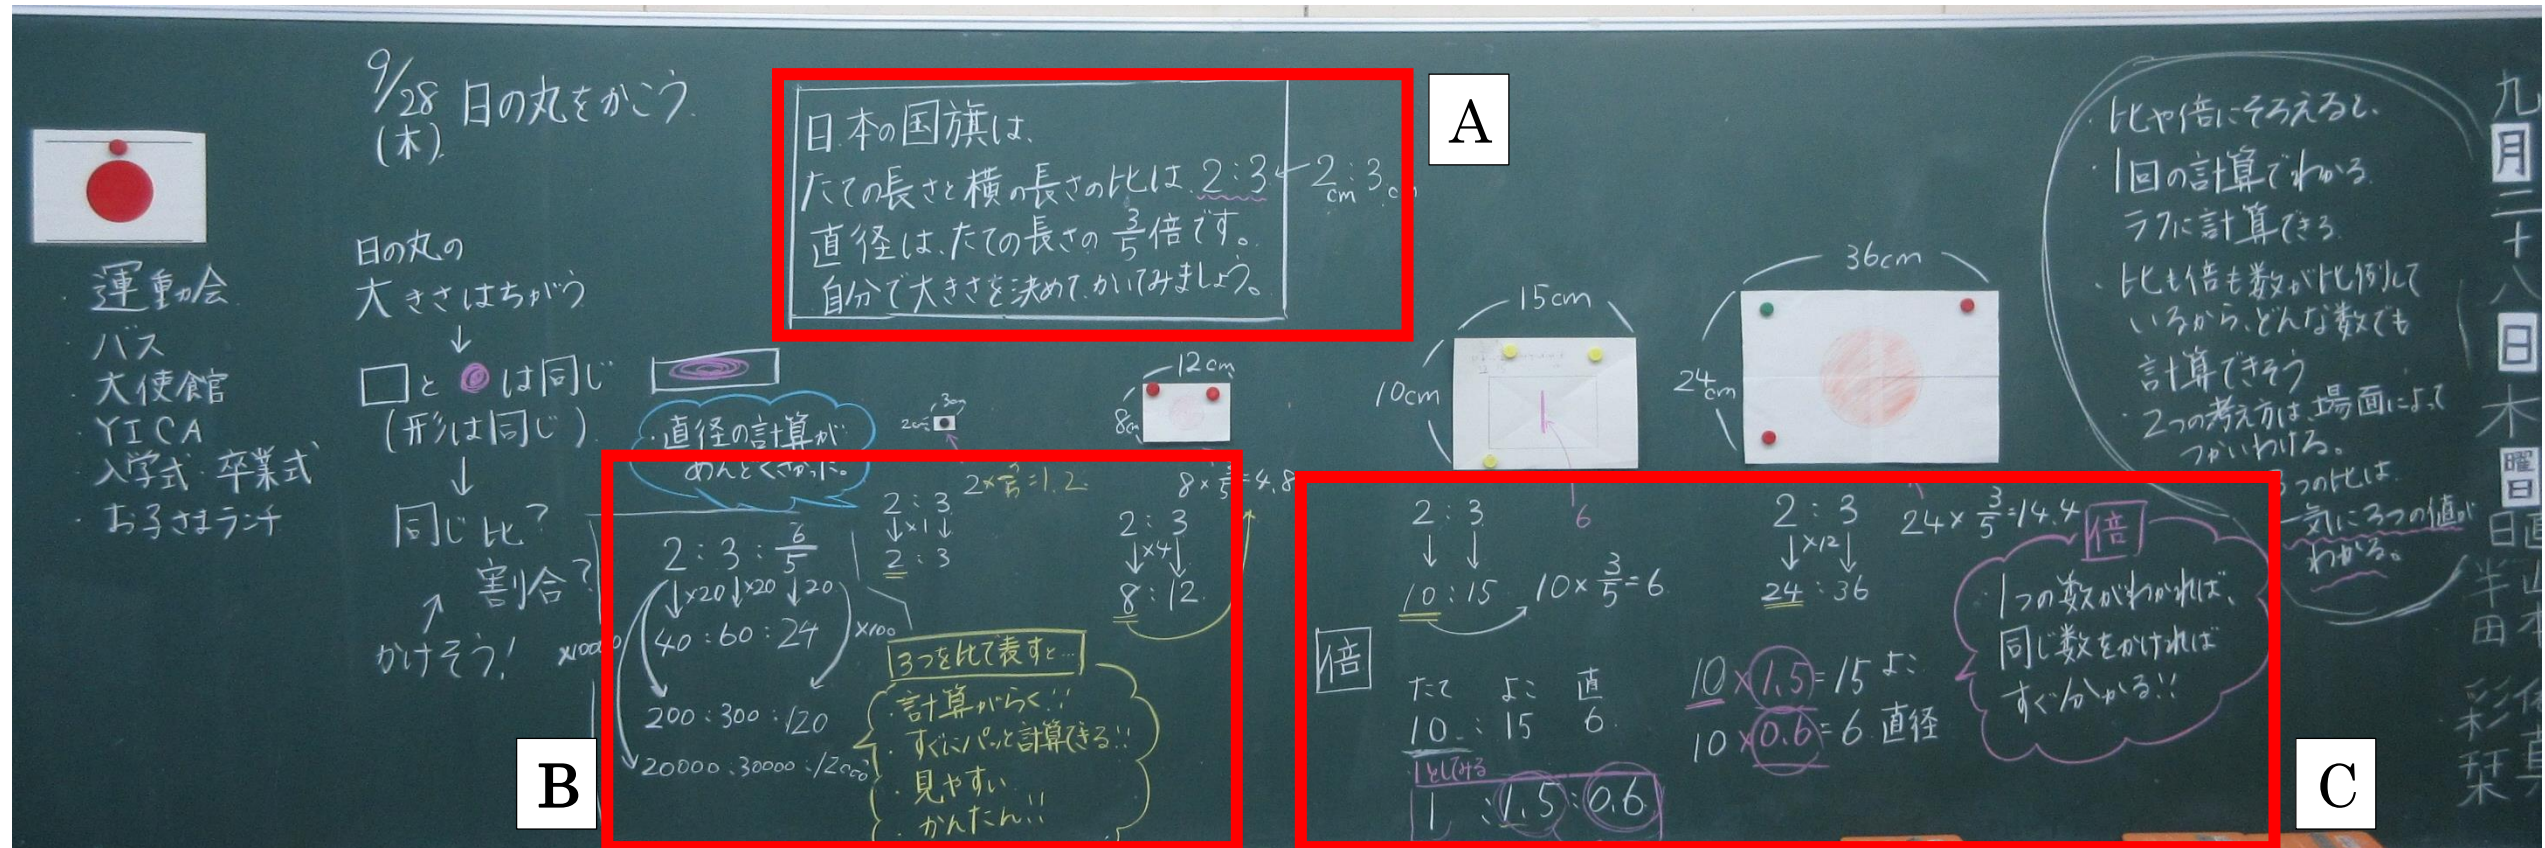 9/28 日の丸をかこう
(木)
・運動会
・バス
・大使館
・YICA
・入学式・卒業式
・お子さまランチ
日の丸の
大きさはちがう
↓
□と は同じ
(形は同じ)
↓
同じ比?
割合?
↑
かけそう!
日本の国旗は、
たての長さと横の長さの比は2:3
直径は、たての長さの3/5倍です。
自分で大きさを決めて、かいてみましょう。
←2cm:3cm
A
・直径の計算が
めんどくさかった。
2:3:6/5
↓×20↓×20↓20
40:60:24
×100
×10000
200:300:120
20000:30000:12000
3つを比で表すと…
・計算がらく!!
・すぐにパッと計算できる!!
・見やすい
・かんたん!!
B
3cm
2cm
2:3
↓×1↓
2:3
2×3/5=1.2
12cm
8cm
8×3/5=4.8
2:3
↓×4↓
8:12
15cm
10cm
6
2:3
↓ ↓
10:15
10×3/5=6
36cm
24cm
2:3
↓×12↓
24:36
24×3/5=14.4
倍
たて よこ 直
10:15 6
1としてみる
1:1.5:0.6
10×1.5=15 よこ
10×0.6=6 直径
倍
・1つの数がわかれば、
同じ数をかければ
すぐ分かる!!
C
・比や倍にそろえると、
・1回の計算でわかる
ラクに計算できる
・比も倍も数が比例して
いるから、どんな数でも
計算できそう
・2つの考え方は、場面によって
つかいわける。
3つの比は
一気に3つの値が
わかる。
九月二十八日木曜日
日直